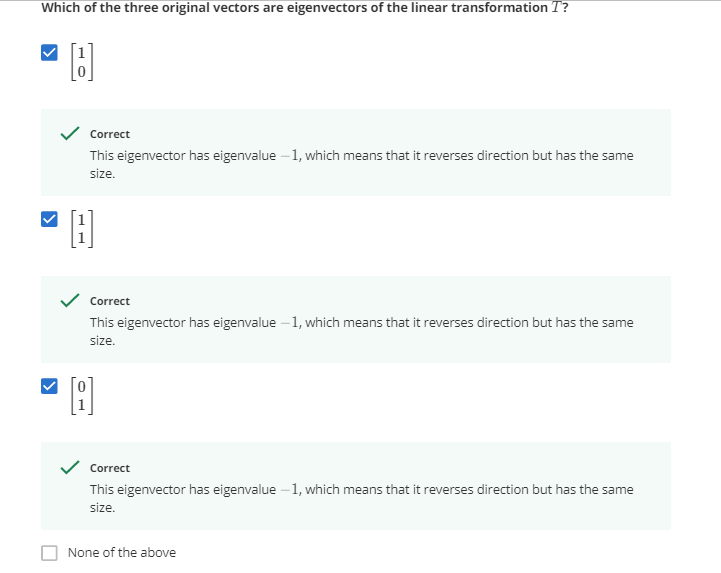 Which of the three original vectors are eigenvectors of the linear transformation T?
[1
0]
Correct
This eigenvector has eigenvalue −1, which means that it reverses direction but has the same
size.
[1
1]
Correct
This eigenvector has eigenvalue −1, which means that it reverses direction but has the same
size.
[0
1]
Correct
This eigenvector has eigenvalue −1, which means that it reverses direction but has the same
size.
None of the above